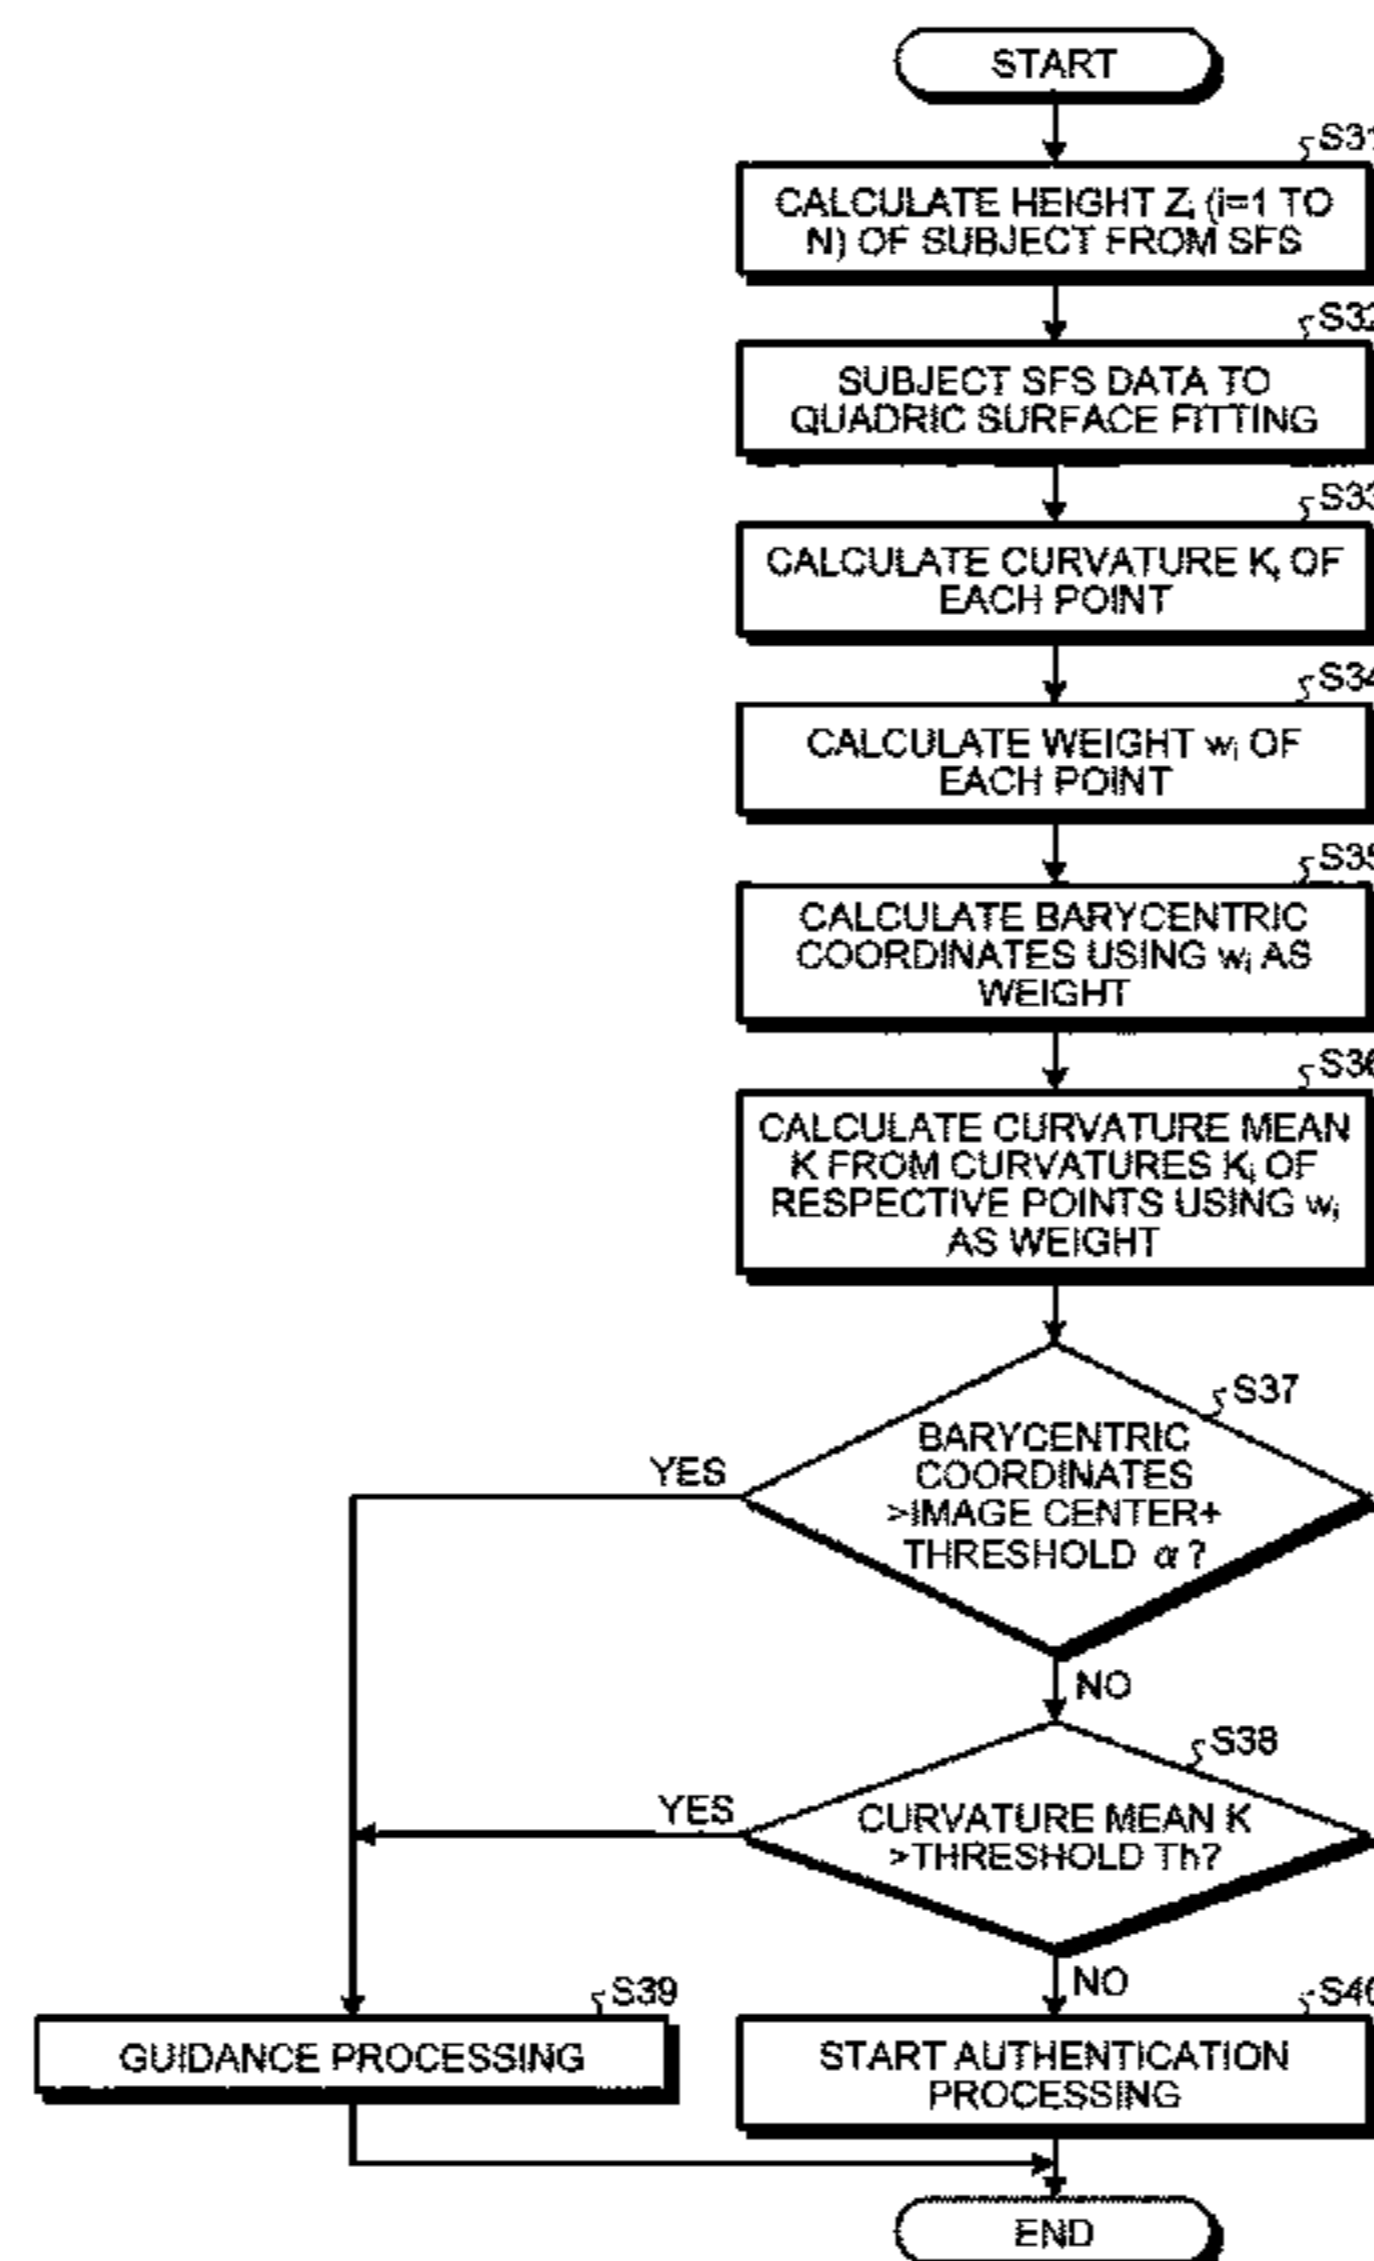 START
S31
CALCULATE HEIGHT Zi (i=1 TO
N) OF SUBJECT FROM SFS
S32
SUBJECT SFS DATA TO
QUADRIC SURFACE FITTING
S33
CALCULATE CURVATURE Ki OF
EACH POINT
S34
CALCULATE WEIGHT wi OF
EACH POINT
S35
CALCULATE BARYCENTRIC
COORDINATES USING wi AS
WEIGHT
S36
CALCULATE CURVATURE MEAN
K FROM CURVATURES Ki OF
RESPECTIVE POINTS USING wi
AS WEIGHT
S37
BARYCENTRIC
COORDINATES
>IMAGE CENTER+
THRESHOLD α ?
YES
NO
S38
CURVATURE MEAN K
>THRESHOLD Th?
YES
NO
S39
GUIDANCE PROCESSING
S40
START AUTHENTICATION
PROCESSING
END